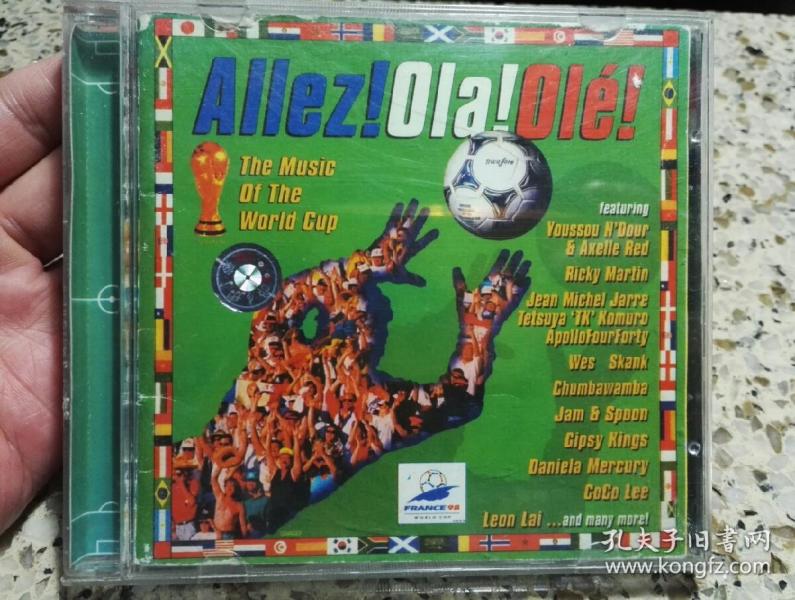 Allez! Ola! Olé!
The Music
Of The
World Cup
featuring
Youssou N'Dour
& Axelle Red
Ricky Martin
Jean Michel Jarre
Tetsuya 'TK' Komuro
ApolloFourForty
Wes Skank
Chumbawamba
Jam & Spoon
Gipsy Kings
Daniela Mercury
CoCo Lee
Leon Lai ...and many more!
FRANCE 98
WORLD CUP
孔夫子旧书网
www.kongfz.com